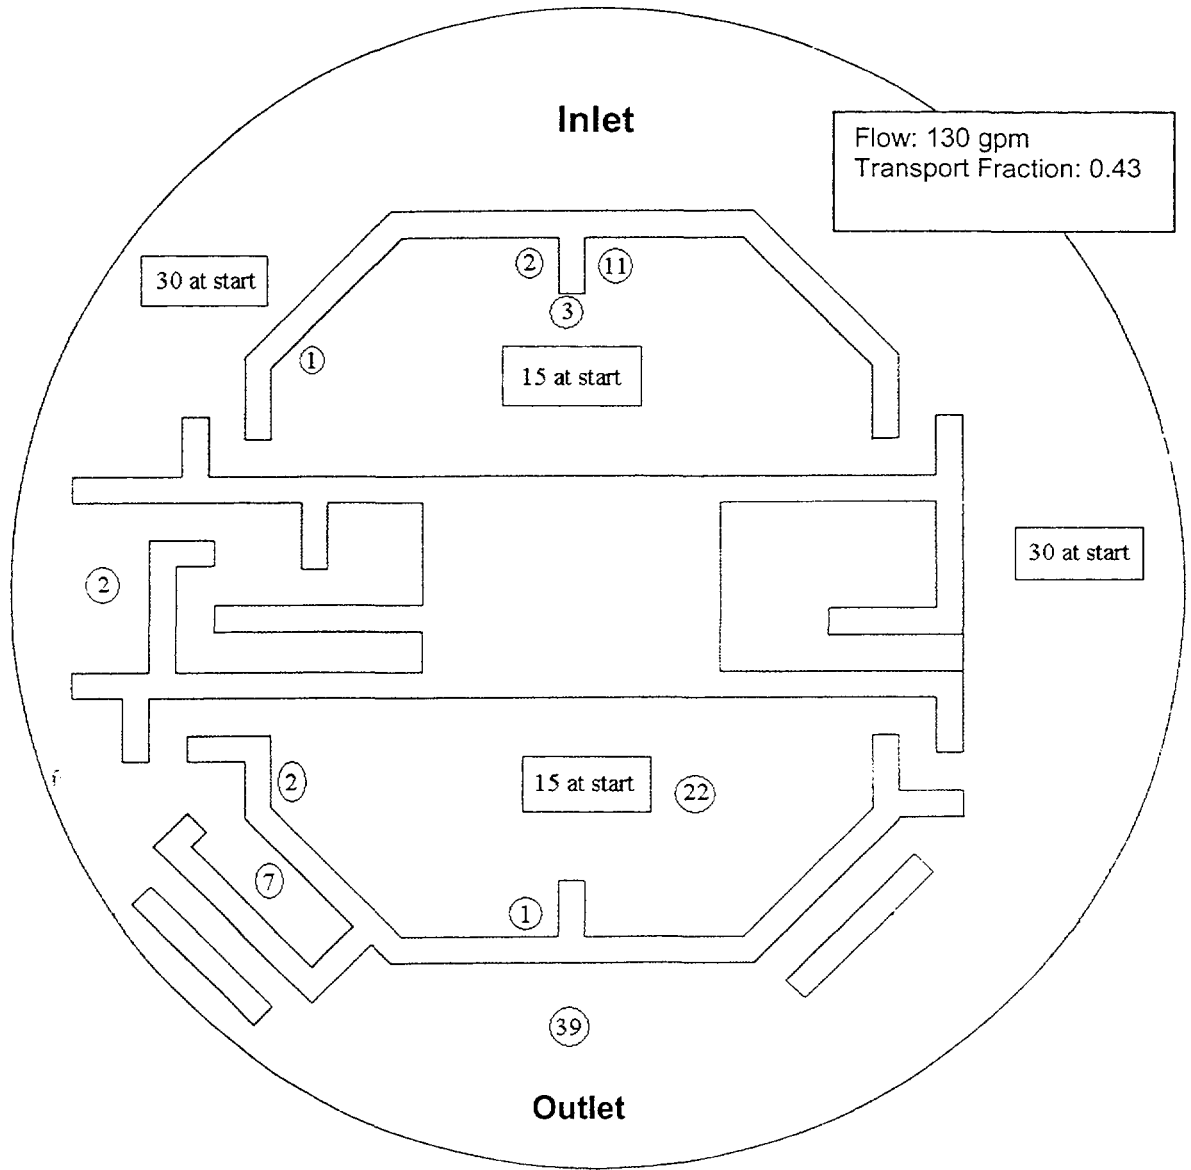 Inlet
Flow: 130 gpm
Transport Fraction: 0.43
2
11
30 at start
3
1
15 at start
30 at start
2
2
15 at start
22
7
1
39
Outlet